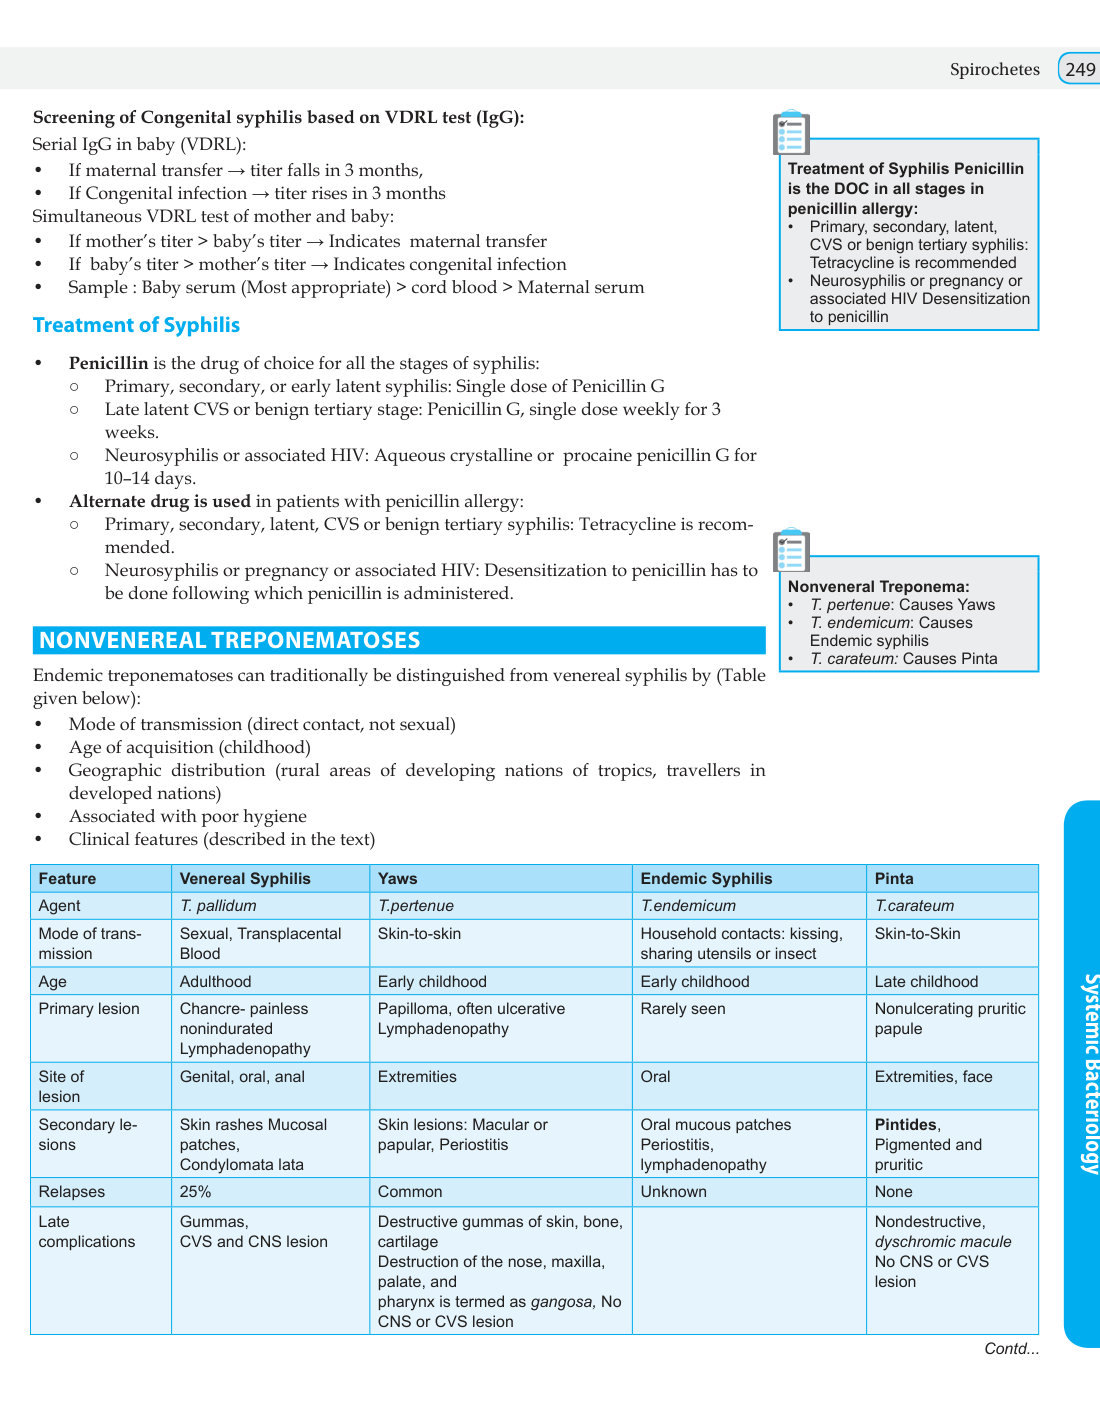 Spirochetes 249
Screening of Congenital syphilis based on VDRL test (IgG):
Serial IgG in baby (VDRL):
• If maternal transfer → titer falls in 3 months,
• If Congenital infection → titer rises in 3 months
Simultaneous VDRL test of mother and baby:
• If mother's titer > baby's titer → Indicates maternal transfer
• If baby's titer > mother's titer → Indicates congenital infection
• Sample : Baby serum (Most appropriate) > cord blood > Maternal serum
Treatment of Syphilis
• Penicillin is the drug of choice for all the stages of syphilis:
○ Primary, secondary, or early latent syphilis: Single dose of Penicillin G
○ Late latent CVS or benign tertiary stage: Penicillin G, single dose weekly for 3
weeks.
○ Neurosyphilis or associated HIV: Aqueous crystalline or procaine penicillin G for
10–14 days.
• Alternate drug is used in patients with penicillin allergy:
○ Primary, secondary, latent, CVS or benign tertiary syphilis: Tetracycline is recom-
mended.
○ Neurosyphilis or pregnancy or associated HIV: Desensitization to penicillin has to
be done following which penicillin is administered.
Treatment of Syphilis Penicillin
is the DOC in all stages in
penicillin allergy:
• Primary, secondary, latent,
CVS or benign tertiary syphilis:
Tetracycline is recommended
• Neurosyphilis or pregnancy or
associated HIV Desensitization
to penicillin
NONVENEREAL TREPONEMATOSES
Endemic treponematoses can traditionally be distinguished from venereal syphilis by (Table
given below):
• Mode of transmission (direct contact, not sexual)
• Age of acquisition (childhood)
• Geographic distribution (rural areas of developing nations of tropics, travellers in
developed nations)
• Associated with poor hygiene
• Clinical features (described in the text)
Nonveneral Treponema:
• T. pertenue: Causes Yaws
• T. endemicum: Causes
Endemic syphilis
• T. carateum: Causes Pinta
Feature Venereal Syphilis Yaws Endemic Syphilis Pinta
Agent T. pallidum T.pertenue T.endemicum T.carateum
Mode of trans- Sexual, Transplacental Skin-to-skin Household contacts: kissing, Skin-to-Skin
mission Blood sharing utensils or insect
Age Adulthood Early childhood Early childhood Late childhood
Primary lesion Chancre- painless Papilloma, often ulcerative Rarely seen Nonulcerating pruritic
nonindurated Lymphadenopathy papule
Lymphadenopathy
Site of Genital, oral, anal Extremities Oral Extremities, face
lesion
Secondary le- Skin rashes Mucosal Skin lesions: Macular or Oral mucous patches Pintides,
sions patches, papular, Periostitis Periostitis, Pigmented and
Condylomata lata lymphadenopathy pruritic
Relapses 25% Common Unknown None
Late Gummas, Destructive gummas of skin, bone, Nondestructive,
complications CVS and CNS lesion cartilage dyschromic macule
Destruction of the nose, maxilla, No CNS or CVS
palate, and lesion
pharynx is termed as gangosa, No
CNS or CVS lesion
Contd...
Systemic Bacteriology